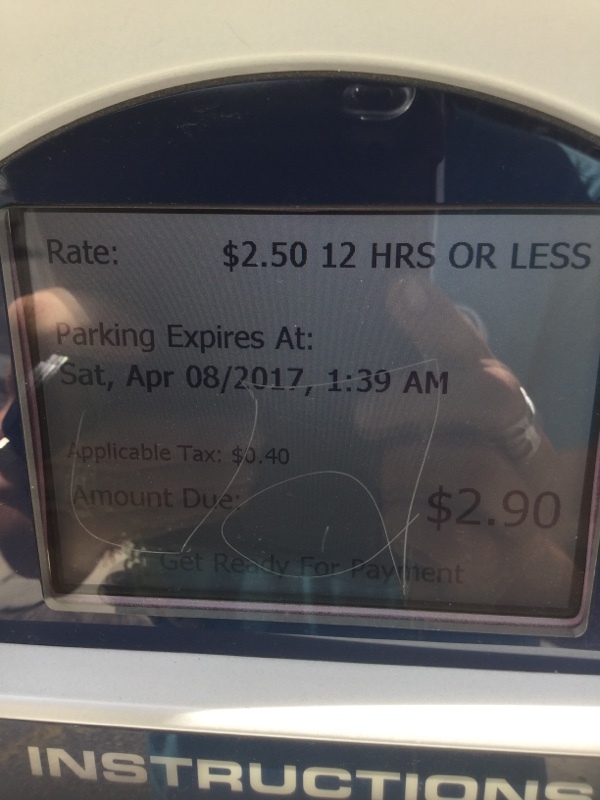 Rate: $2.50 12 HRS OR LESS
Parking Expires At:
Sat, Apr 08/2017, 1:39 AM
Applicable Tax: $0.40
Amount Due: $2.90
Get Ready For Payment
INSTRUCTIONS